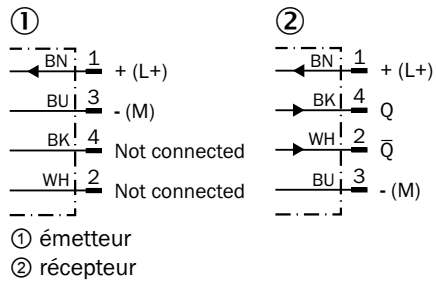 ①
BN 1 + (L+)
BU 3 - (M)
BK 4 Not connected
WH 2 Not connected
②
BN 1 + (L+)
BK 4 Q
WH 2 Q̅
BU 3 - (M)
① émetteur
② récepteur